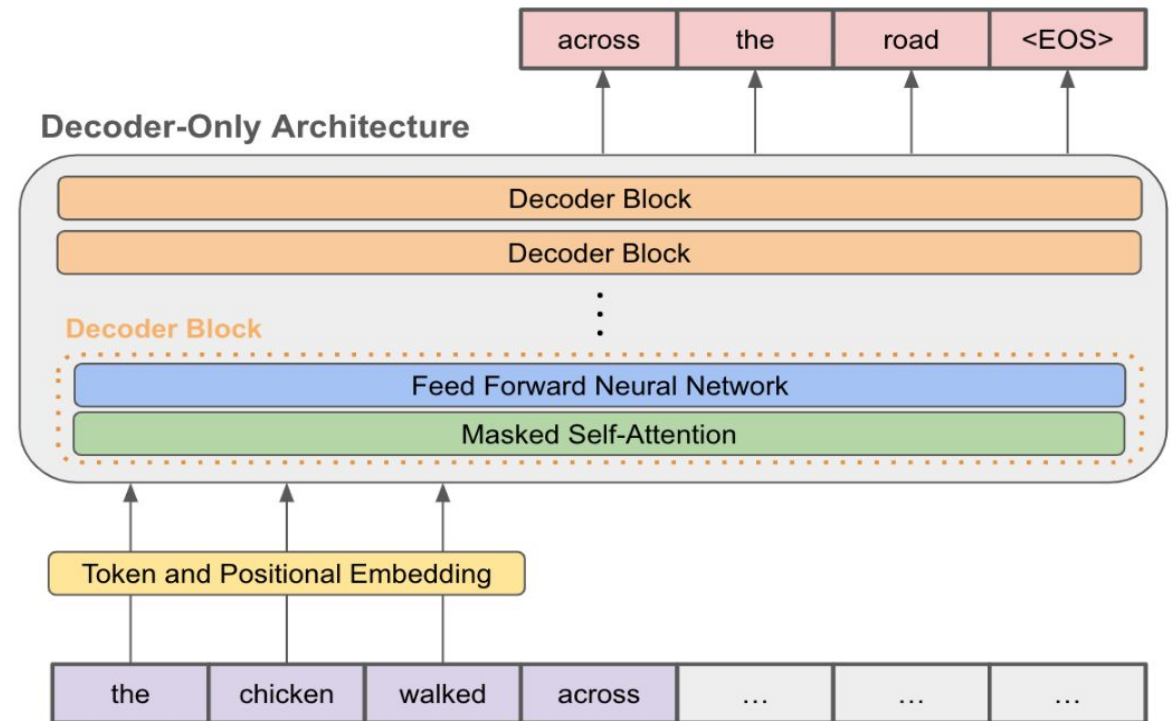 across the road <EOS>
Decoder-Only Architecture
Decoder Block
Decoder Block
Decoder Block
Feed Forward Neural Network
Masked Self-Attention
Token and Positional Embedding
the chicken walked across ... ... ...